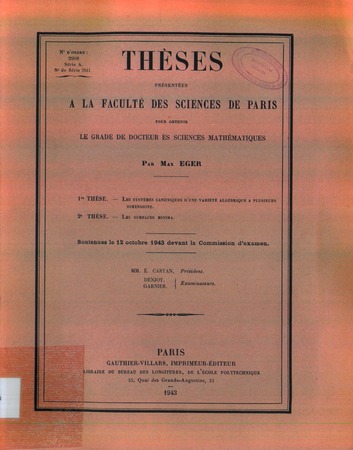 N° D'ORDRE :
Série A.
N° de Série
THÈSES
PRÉSENTÉES
A LA FACULTÉ DES SCIENCES DE PARIS
POUR OBTENIR
LE GRADE DE DOCTEUR ÈS SCIENCES MATHÉMATIQUES
PAR MAX EGER
1re THÈSE. — LES SYSTÈMES CANONIQUES D'UNE VARIÉTÉ ALGÉBRIQUE A PLUSIEURS
DIMENSIONS.
2e THÈSE. — LES SURFACES MINIMA.
Soutenues le 12 octobre 1943 devant la Commission d'examen.
MM. E. CARTAN, Président.
DENJOY,
GARNIER. Examinateurs.
PARIS
GAUTHIER-VILLARS, IMPRIMEUR-ÉDITEUR
LIBRAIRE DU BUREAU DES LONGITUDES, DE L'ÉCOLE POLYTECHNIQUE
55, Quai des Grands-Augustins, 55
1943